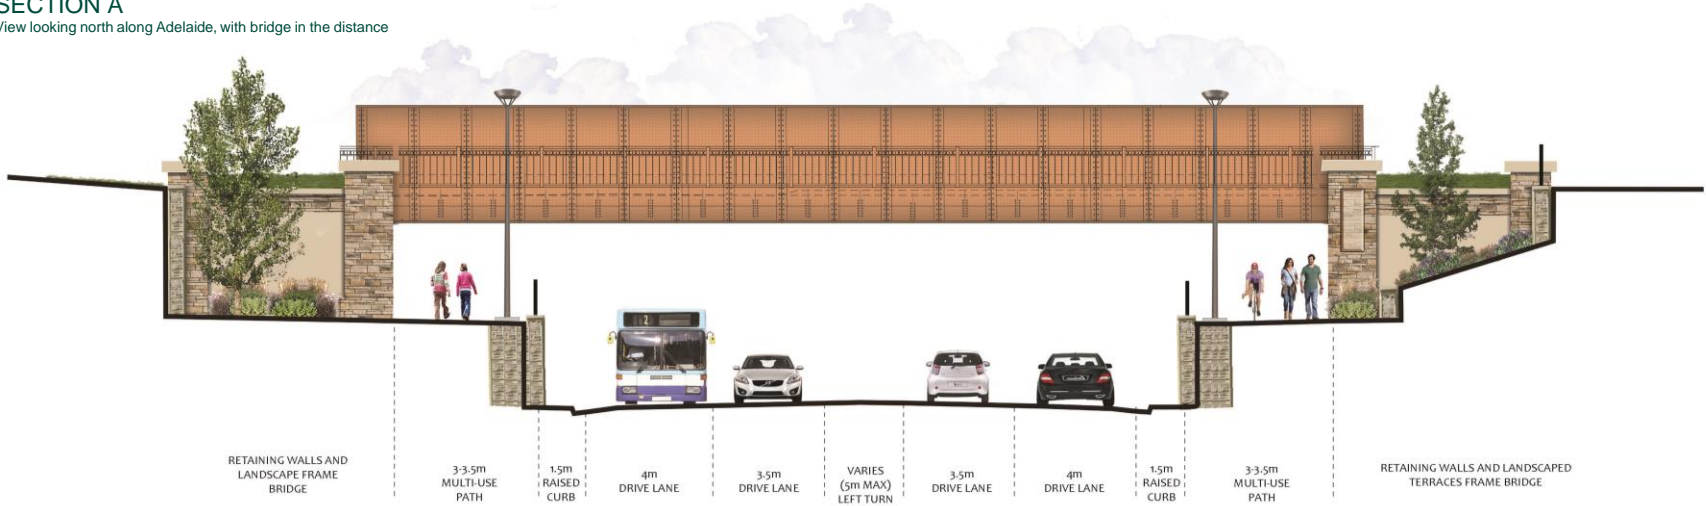 SECTION A
View looking north along Adelaide, with bridge in the distance
2
RETAINING WALLS AND
LANDSCAPE FRAME
BRIDGE
3-3.5m
MULTI-USE
PATH
1.5m
RAISED
CURB
4m
DRIVE LANE
3.5m
DRIVE LANE
VARIES
(5m MAX)
LEFT TURN
3.5m
DRIVE LANE
4m
DRIVE LANE
1.5m
RAISED
CURB
3-3.5m
MULTI-USE
PATH
RETAINING WALLS AND LANDSCAPED
TERRACES FRAME BRIDGE